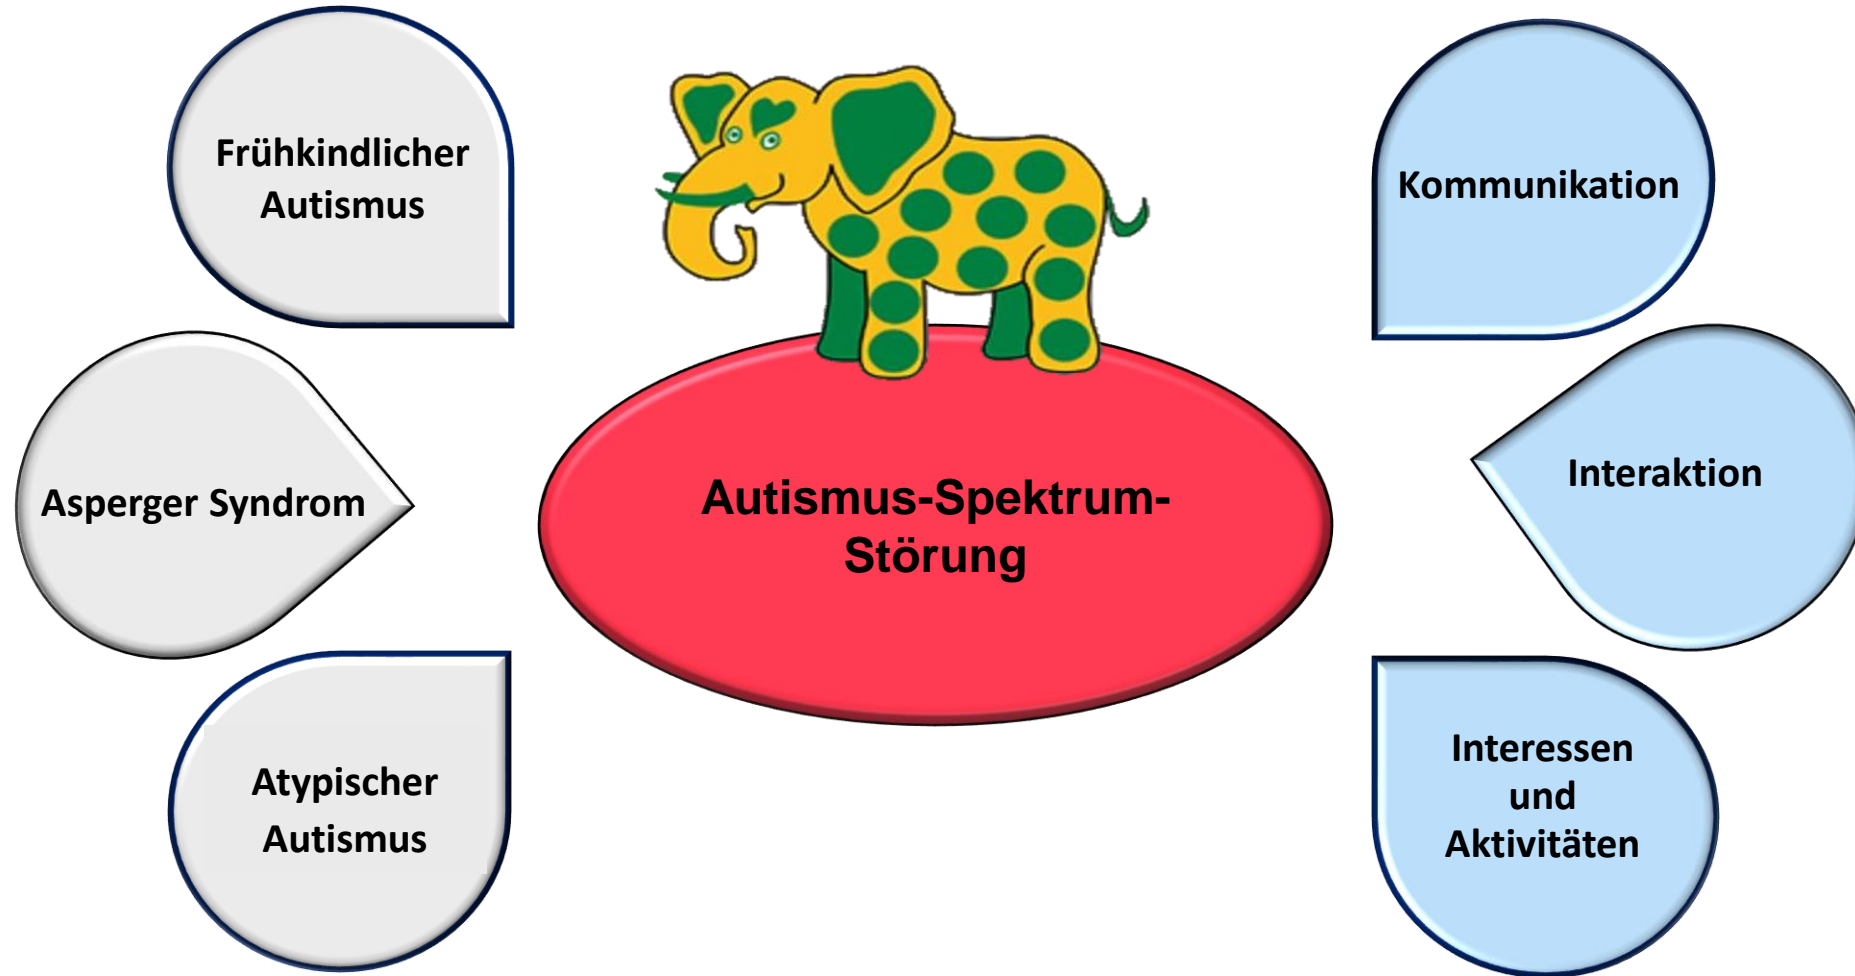 Frühkindlicher
Autismus
Asperger Syndrom
Atypischer
Autismus
Autismus-Spektrum-
Störung
Kommunikation
Interaktion
Interessen
und
Aktivitäten